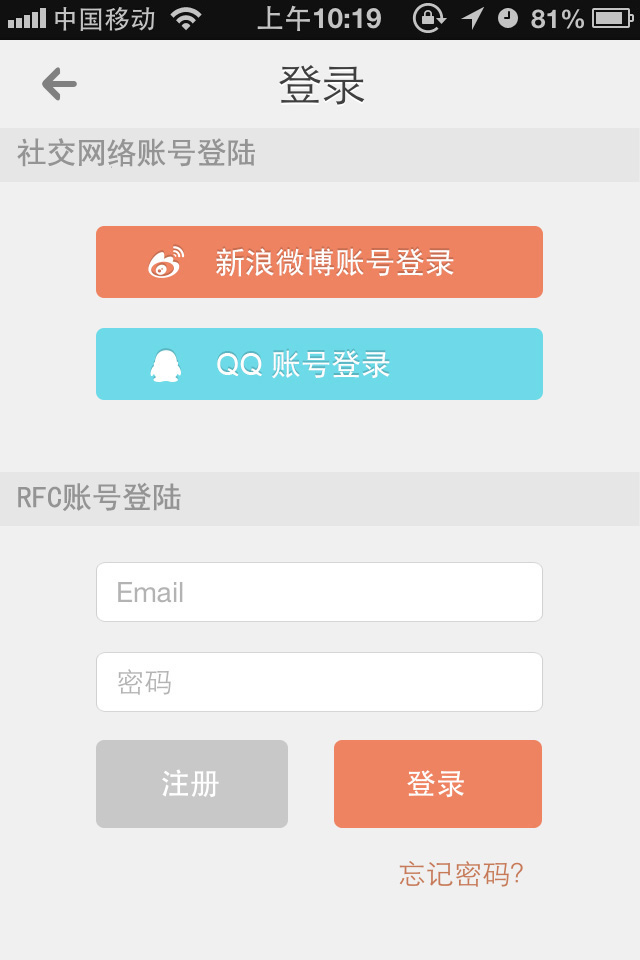 中国移动 上午10:19 81%
登录
社交网络账号登陆
新浪微博账号登录
QQ 账号登录
RFC账号登陆
Email
密码
注册 登录
忘记密码?